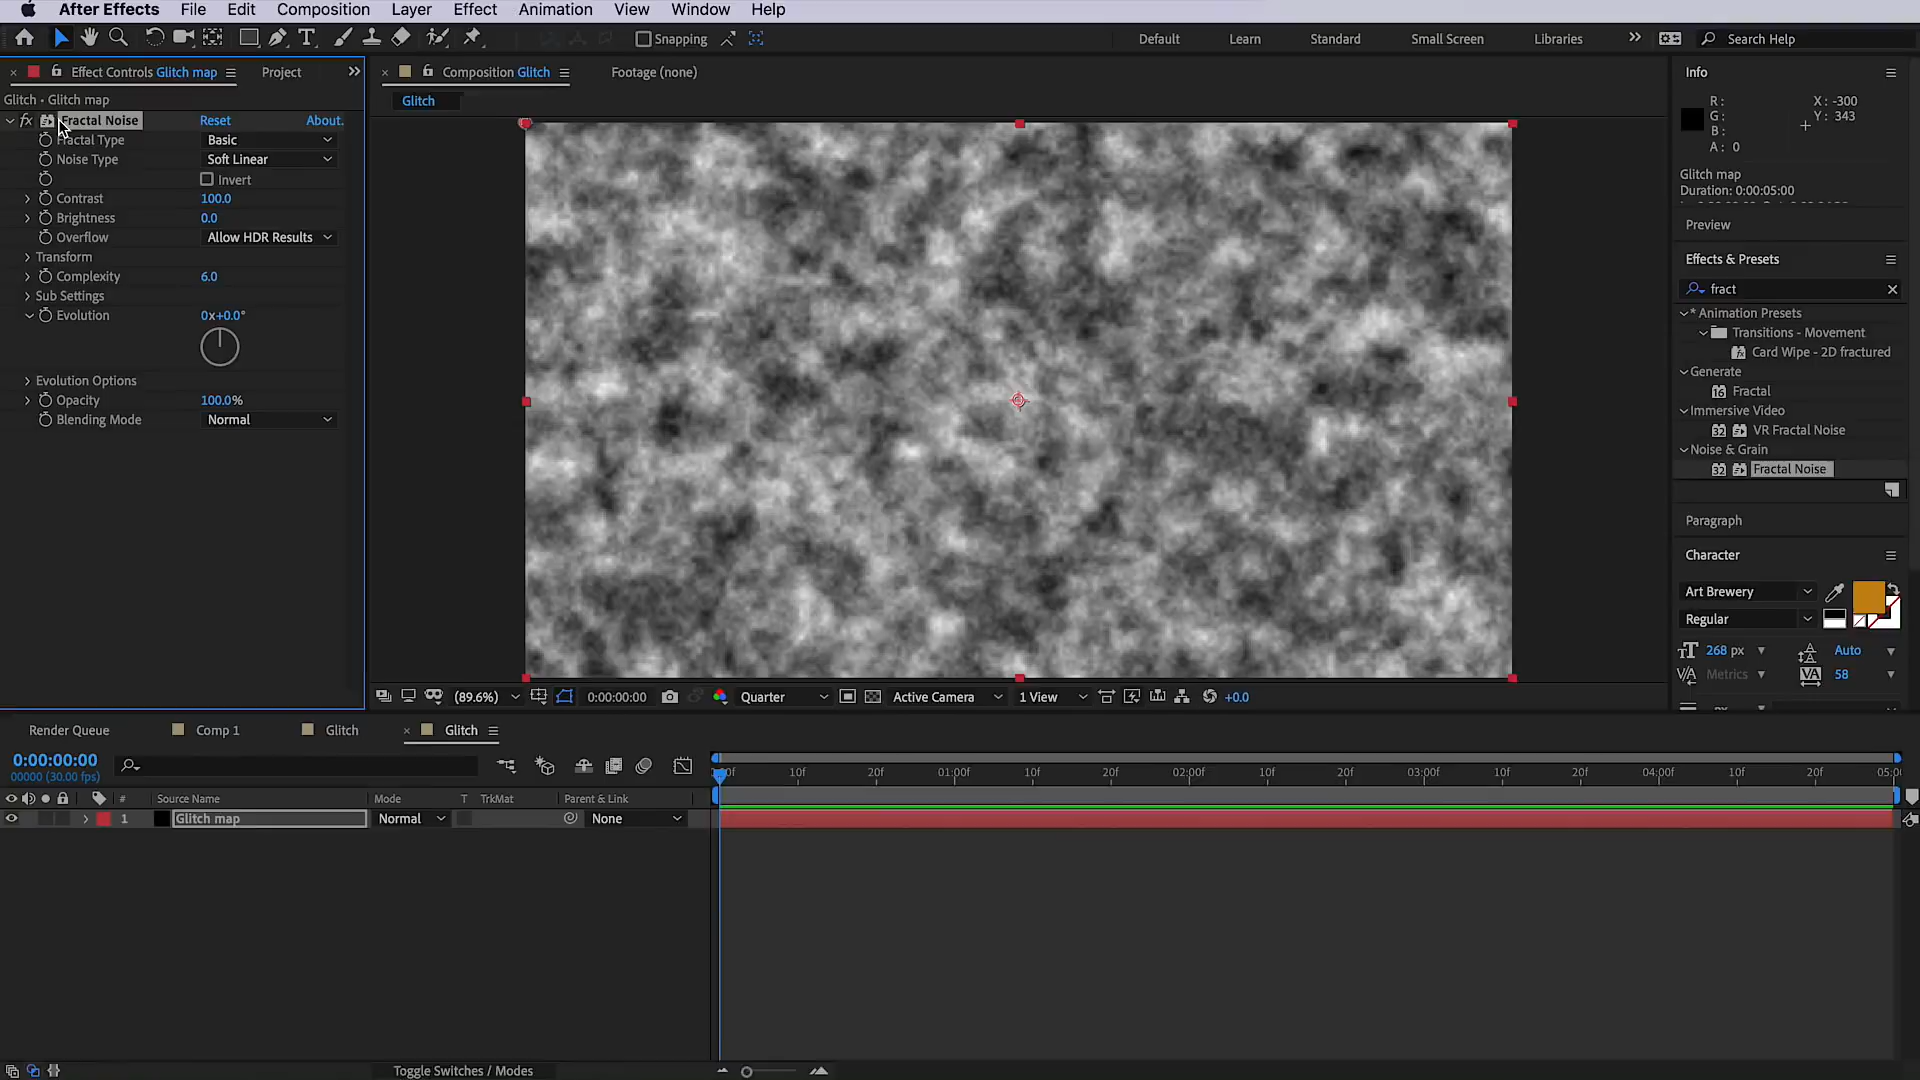 After Effects File Edit Composition Layer Effect Animation View Window Help
Snapping Default Learn Standard Small Screen Libraries Search Help
Effect Controls Glitch map Project
Glitch • Glitch map
fx Fractal Noise Reset About.
Fractal Type Basic
Noise Type Soft Linear
Invert
Contrast 100.0
Brightness 0.0
Overflow Allow HDR Results
Transform
Complexity 6.0
Sub Settings
Evolution 0x+0.0°
Evolution Options
Opacity 100.0%
Blending Mode Normal
Composition Glitch Footage (none)
Glitch
(89.6%) 0:00:00:00 Quarter Active Camera 1 View +0.0
Info
R: X: -300
G: Y: 343
B:
A: 0
Glitch map
Duration: 0:00:05:00
Preview
Effects & Presets
fract
* Animation Presets
Transitions - Movement
Card Wipe - 2D fractured
Generate
16 Fractal
Immersive Video
32 VR Fractal Noise
Noise & Grain
32 Fractal Noise
Paragraph
Character
Art Brewery
Regular
268 px Auto
Metrics 58
Render Queue Comp 1 Glitch Glitch
0:00:00:00
00000 (30.00 fps)
10f 20f 01:00f 10f 20f 02:00f 10f 20f 03:00f 10f 20f 04:00f 10f 20f
# Source Name Mode T TrkMat Parent & Link
1 Glitch map Normal None
Toggle Switches / Modes